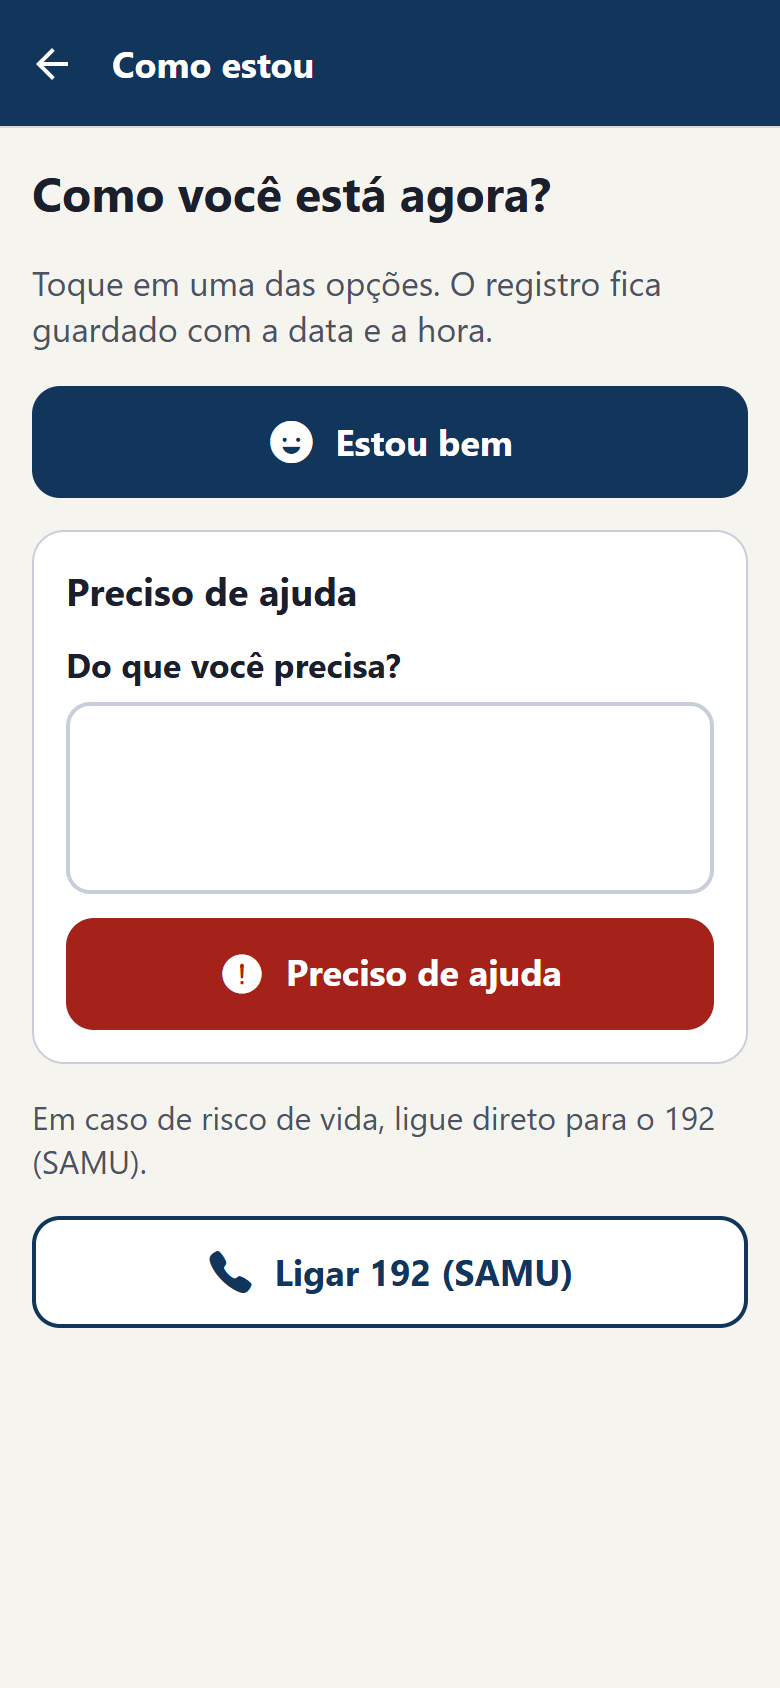 Como estou
Como você está agora?
Toque em uma das opções. O registro fica
guardado com a data e a hora.
Estou bem
Preciso de ajuda
Do que você precisa?
Preciso de ajuda
Em caso de risco de vida, ligue direto para o 192
(SAMU).
Ligar 192 (SAMU)